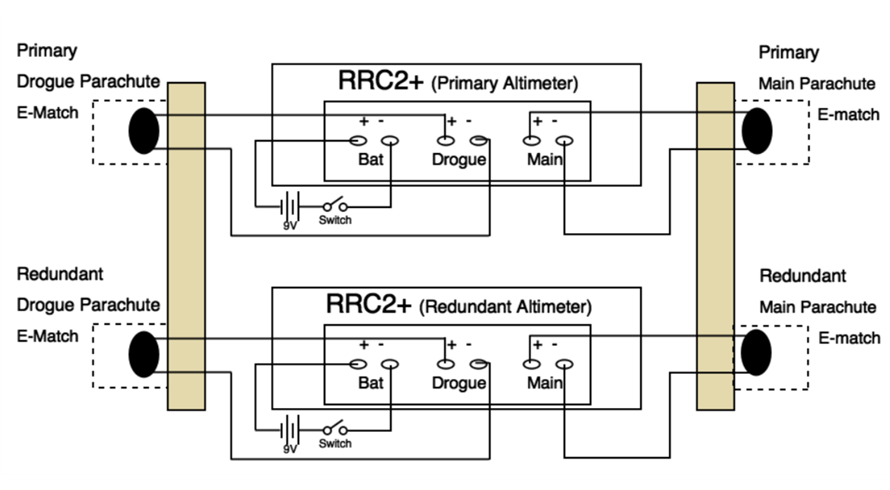 Primary
Drogue Parachute
E-Match
RRC2+ (Primary Altimeter)
+ - + - + -
Bat Drogue Main
9V
Switch
Primary
Main Parachute
E-match
Redundant
Drogue Parachute
E-Match
RRC2+ (Redundant Altimeter)
+ - + - + -
Bat Drogue Main
9V
Switch
Redundant
Main Parachute
E-match